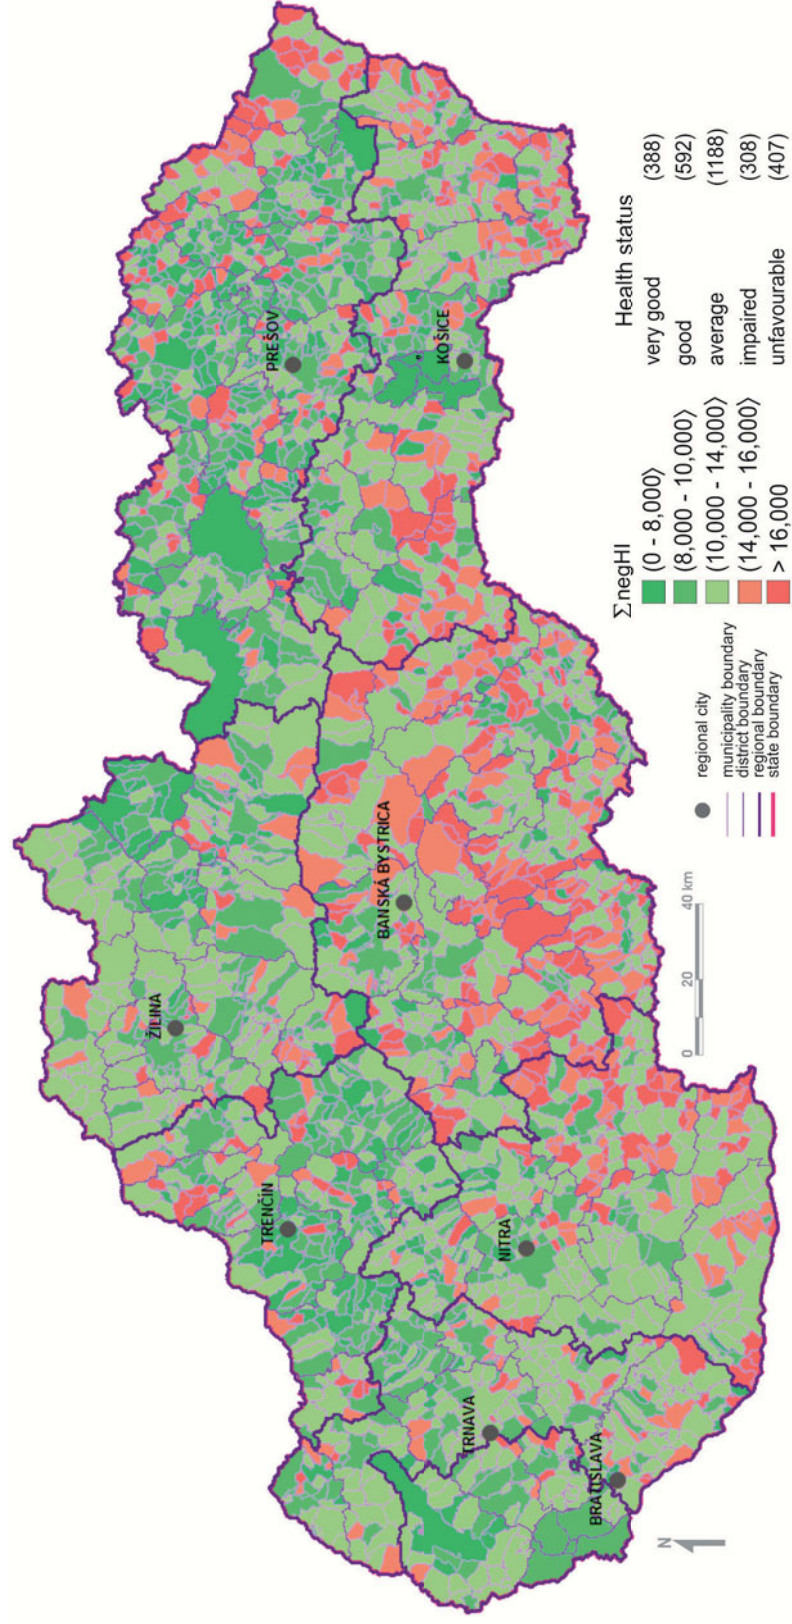 PREŠOV
ŽILINA
KOŠICE
TRENČÍN
BANSKÁ BYSTRICA
NITRA
TRNAVA
BRATISLAVA
N
0 20 40 km
regional city
municipality boundary
district boundary
regional boundary
state boundary
∑negHI Health status
(0 - 8,000⟩ very good (388)
(8,000 - 10,000⟩ good (592)
(10,000 - 14,000⟩ average (1188)
(14,000 - 16,000⟩ impaired (308)
> 16,000 unfavourable (407)